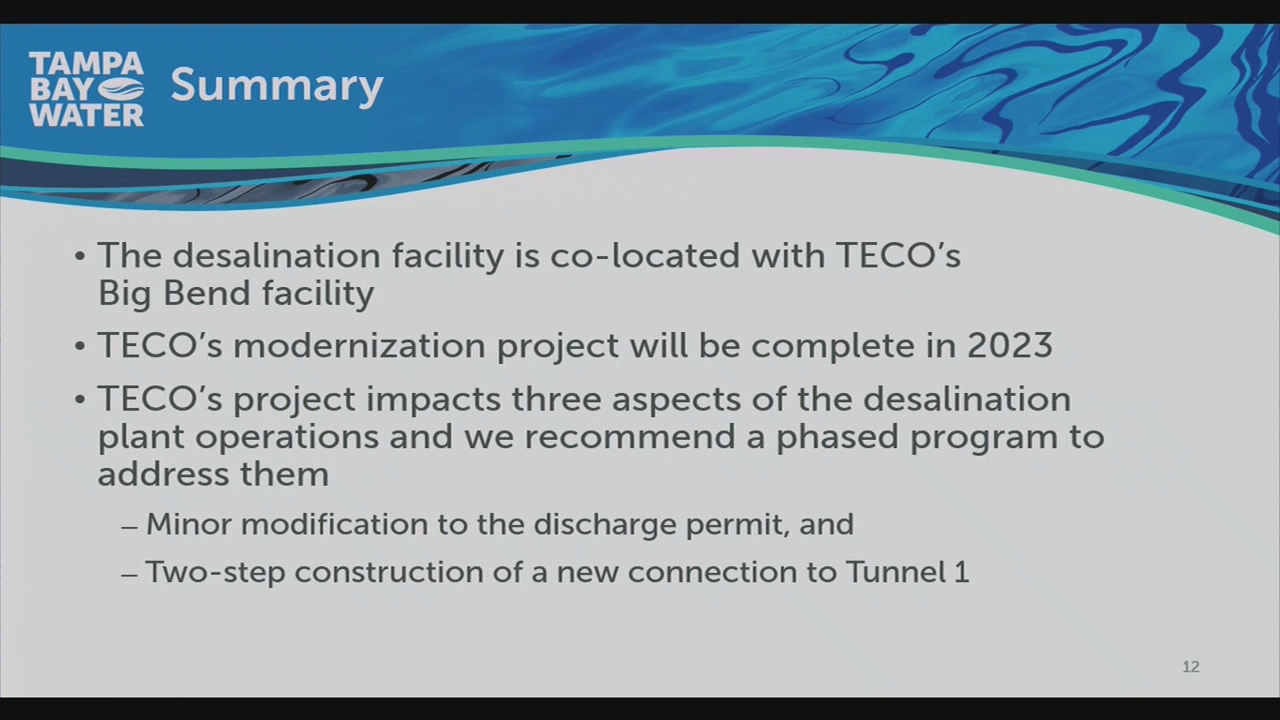 TAMPA
BAY
WATER
Summary
• The desalination facility is co-located with TECO's
Big Bend facility
• TECO's modernization project will be complete in 2023
• TECO's project impacts three aspects of the desalination
plant operations and we recommend a phased program to
address them
– Minor modification to the discharge permit, and
– Two-step construction of a new connection to Tunnel 1
12